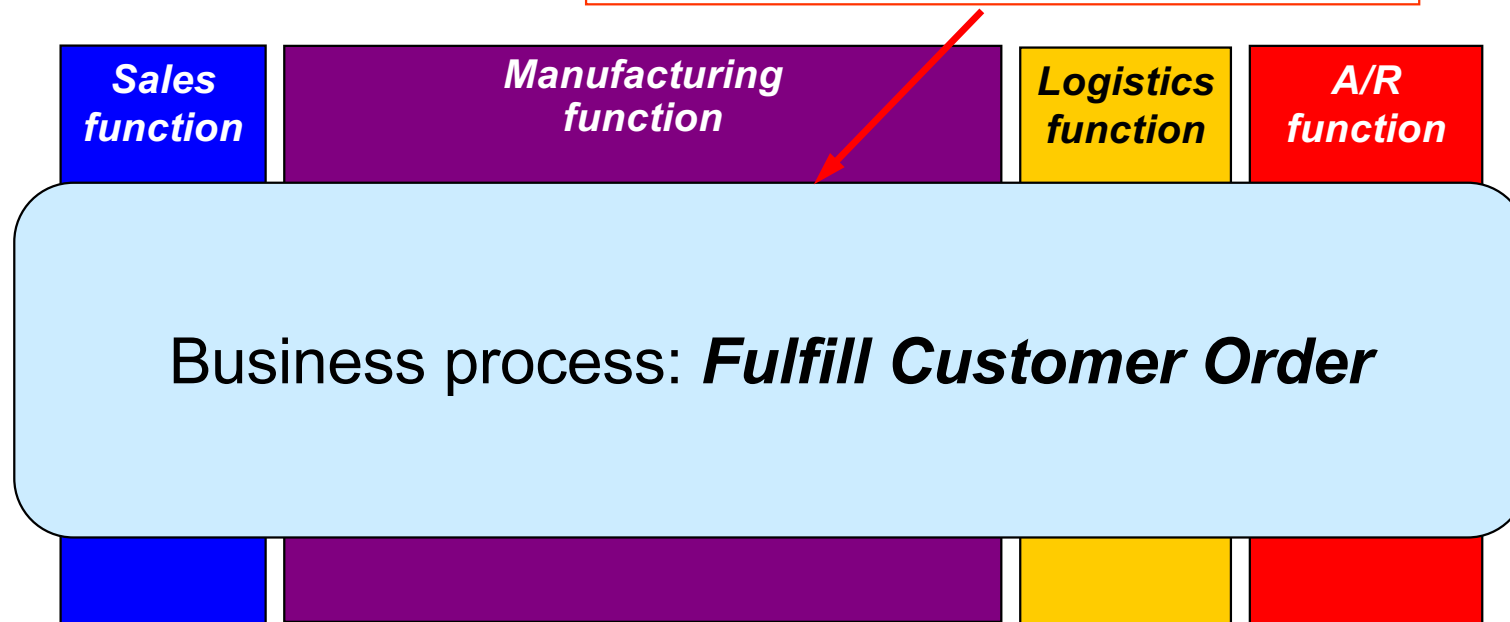 Sales
function
Manufacturing
function
Logistics
function
A/R
function
Business process: Fulfill Customer Order